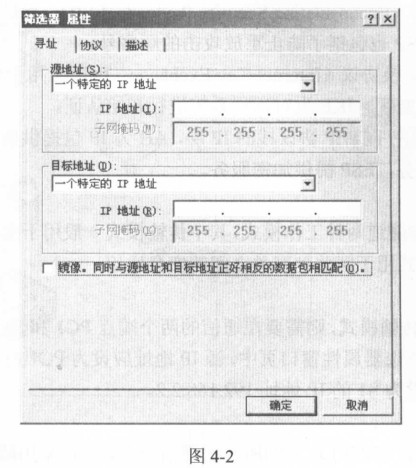 筛选器 属性
寻址 协议 描述
源地址(S):
一个特定的 IP 地址
IP 地址(I): . . .
子网掩码(M): 255 . 255 . 255 . 255
目标地址(D):
一个特定的 IP 地址
IP 地址(R): . . .
子网掩码(K): 255 . 255 . 255 . 255
镜像。同时与源地址和目标地址正好相反的数据包相匹配(O)。
确定 取消
图 4-2